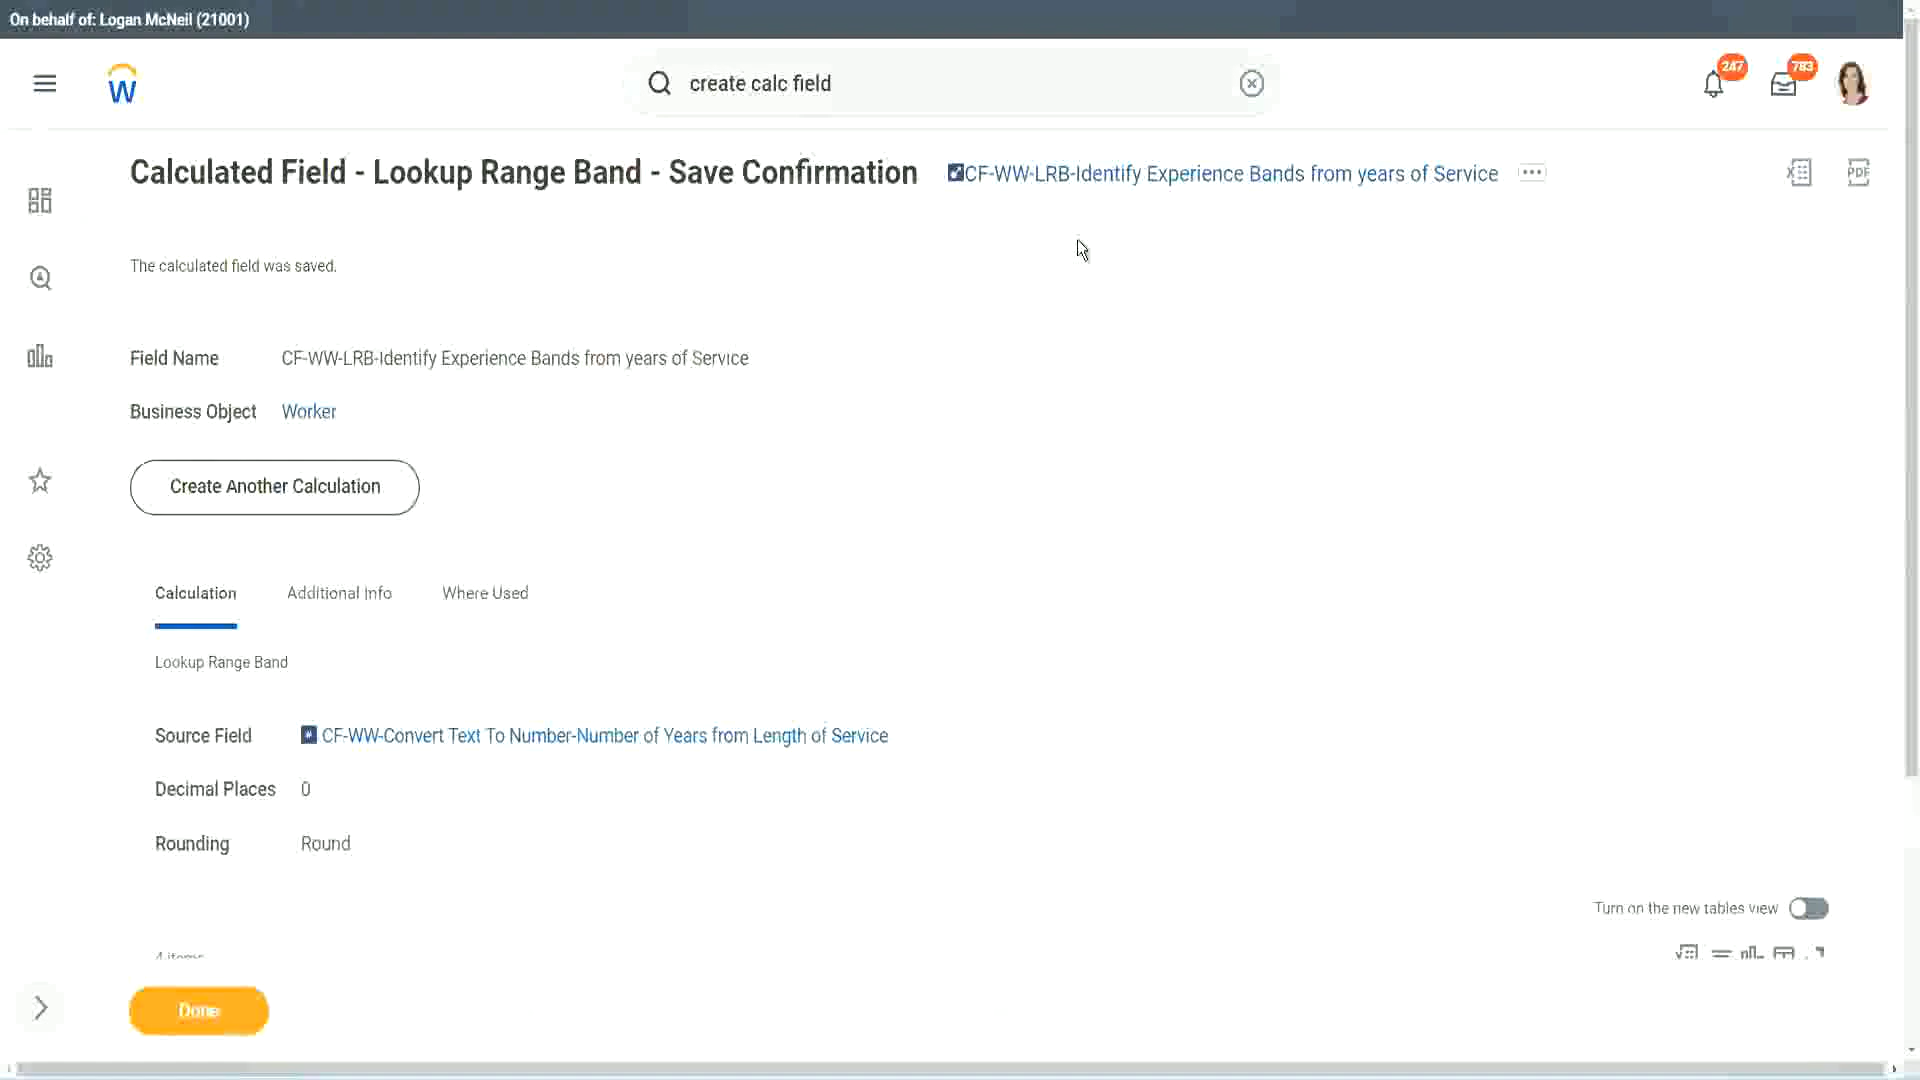 On behalf of: Logan McNeil (21001)
create calc field
247
783
Calculated Field - Lookup Range Band - Save Confirmation
CF-WW-LRB-Identify Experience Bands from years of Service
PDF
The calculated field was saved.
Field Name CF-WW-LRB-Identify Experience Bands from years of Service
Business Object Worker
Create Another Calculation
Calculation Additional Info Where Used
Lookup Range Band
Source Field CF-WW-Convert Text To Number-Number of Years from Length of Service
Decimal Places 0
Rounding Round
Turn on the new tables view
4 items
Done